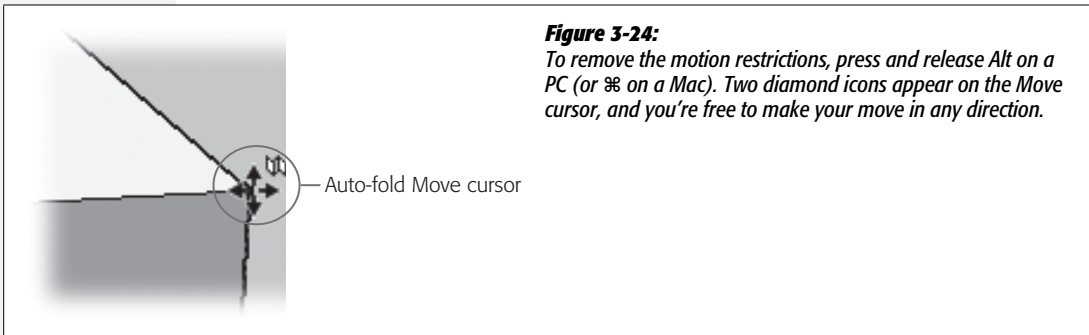 Figure 3-24:
To remove the motion restrictions, press and release Alt on a
PC (or ⌘ on a Mac). Two diamond icons appear on the Move
cursor, and you're free to make your move in any direction.
Auto-fold Move cursor